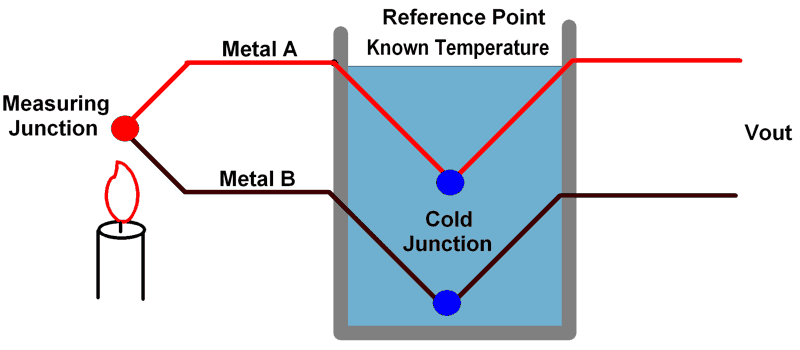 Reference Point
Known Temperature
Metal A
Measuring
Junction
Vout
Metal B
Cold
Junction